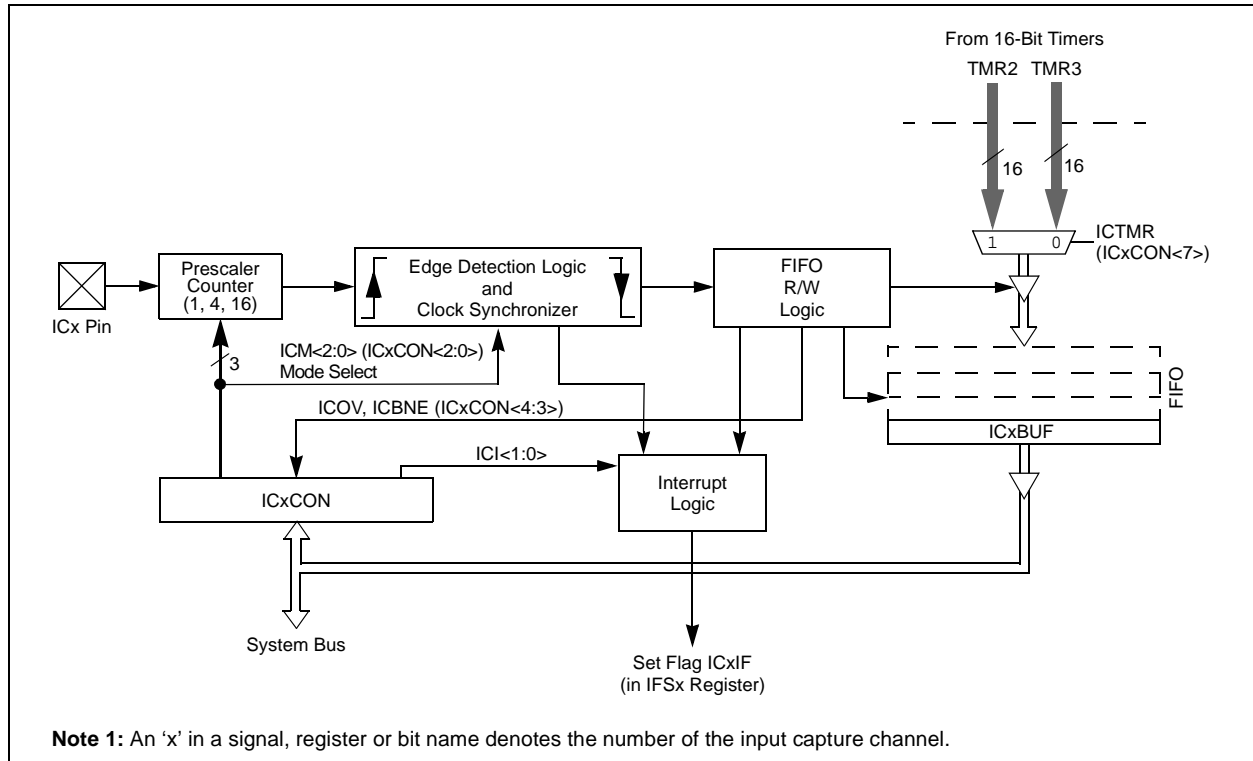 From 16-Bit Timers
TMR2 TMR3
16 16
1 0
ICTMR
(ICxCON<7>)
ICx Pin
Prescaler
Counter
(1, 4, 16)
Edge Detection Logic
and
Clock Synchronizer
FIFO
R/W
Logic
3
ICM<2:0> (ICxCON<2:0>)
Mode Select
FIFO
ICxBUF
ICOV, ICBNE (ICxCON<4:3>)
ICI<1:0>
ICxCON
Interrupt
Logic
System Bus
Set Flag ICxIF
(in IFSx Register)
Note 1: An ‘x’ in a signal, register or bit name denotes the number of the input capture channel.